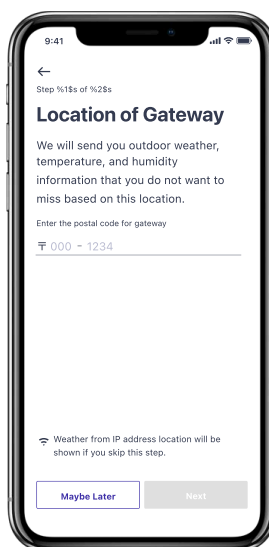 9:41
Step %1$s of %2$s
Location of Gateway
We will send you outdoor weather,
temperature, and humidity
information that you do not want to
miss based on this location.
Enter the postal code for gateway
〒 000 - 1234
Weather from IP address location will be
shown if you skip this step.
Maybe Later
Next